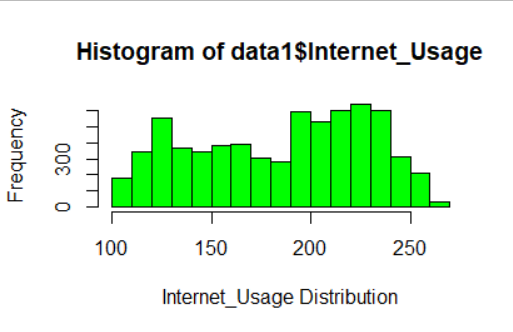 Histogram of data1$Internet_Usage
Frequency
300
0
100 150 200 250
Internet_Usage Distribution